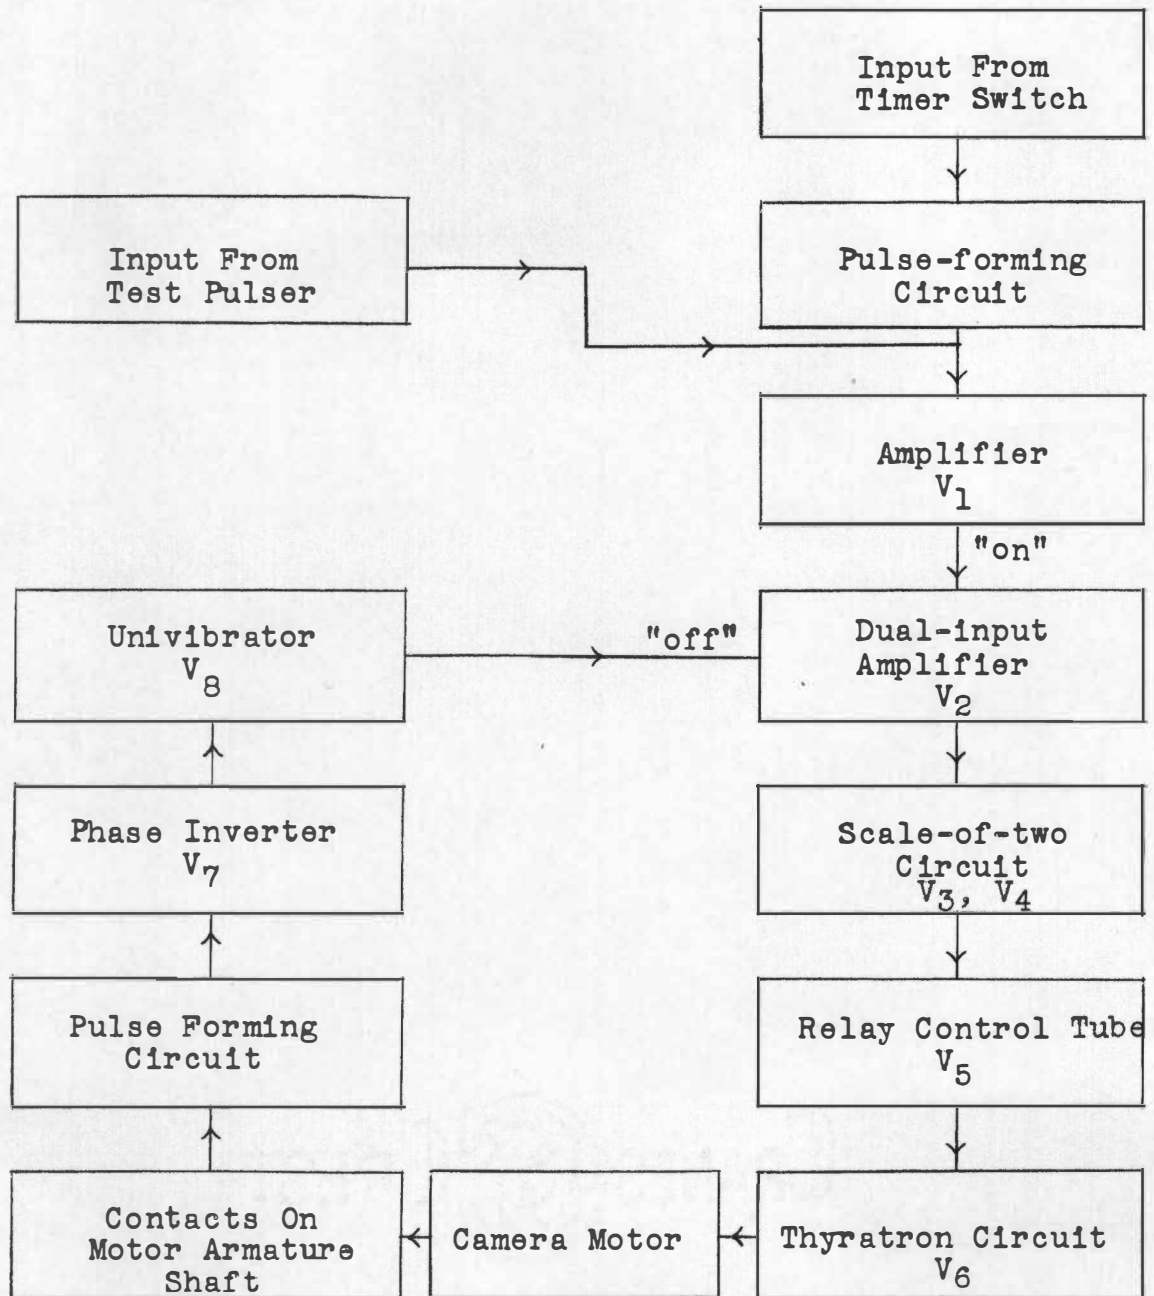 Input From
Timer Switch
Input From
Test Pulser
Pulse-forming
Circuit
Amplifier
V1
"on"
Univibrator
V8
"off"
Dual-input
Amplifier
V2
Phase Inverter
V7
Scale-of-two
Circuit
V3, V4
Pulse Forming
Circuit
Relay Control Tube
V5
Contacts On
Motor Armature
Shaft
Camera Motor
Thyratron Circuit
V6